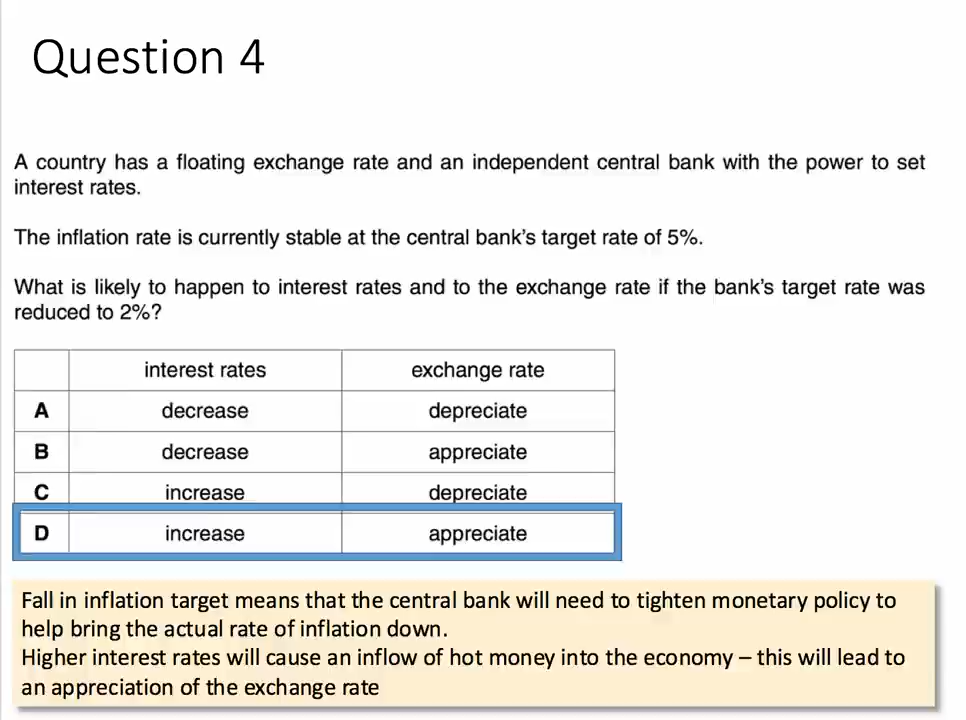 Question 4
A country has a floating exchange rate and an independent central bank with the power to set
interest rates.
The inflation rate is currently stable at the central bank's target rate of 5%.
What is likely to happen to interest rates and to the exchange rate if the bank's target rate was
reduced to 2%?
interest rates exchange rate
A decrease depreciate
B decrease appreciate
C increase depreciate
D increase appreciate
Fall in inflation target means that the central bank will need to tighten monetary policy to
help bring the actual rate of inflation down.
Higher interest rates will cause an inflow of hot money into the economy – this will lead to
an appreciation of the exchange rate